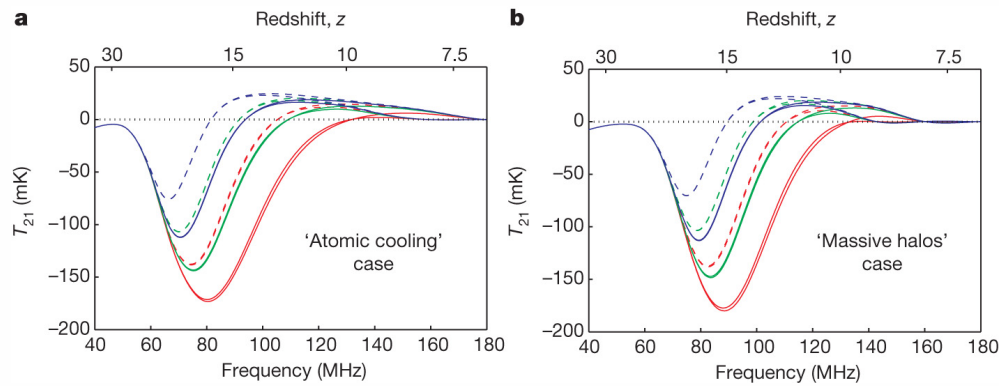 a
Redshift, z
30 15 10 7.5
50
0
−50
−100
−150
−200
T21 (mK)
'Atomic cooling'
case
40 60 80 100 120 140 160 180
Frequency (MHz)
b
Redshift, z
30 15 10 7.5
50
0
−50
−100
−150
−200
T21 (mK)
'Massive halos'
case
40 60 80 100 120 140 160 180
Frequency (MHz)